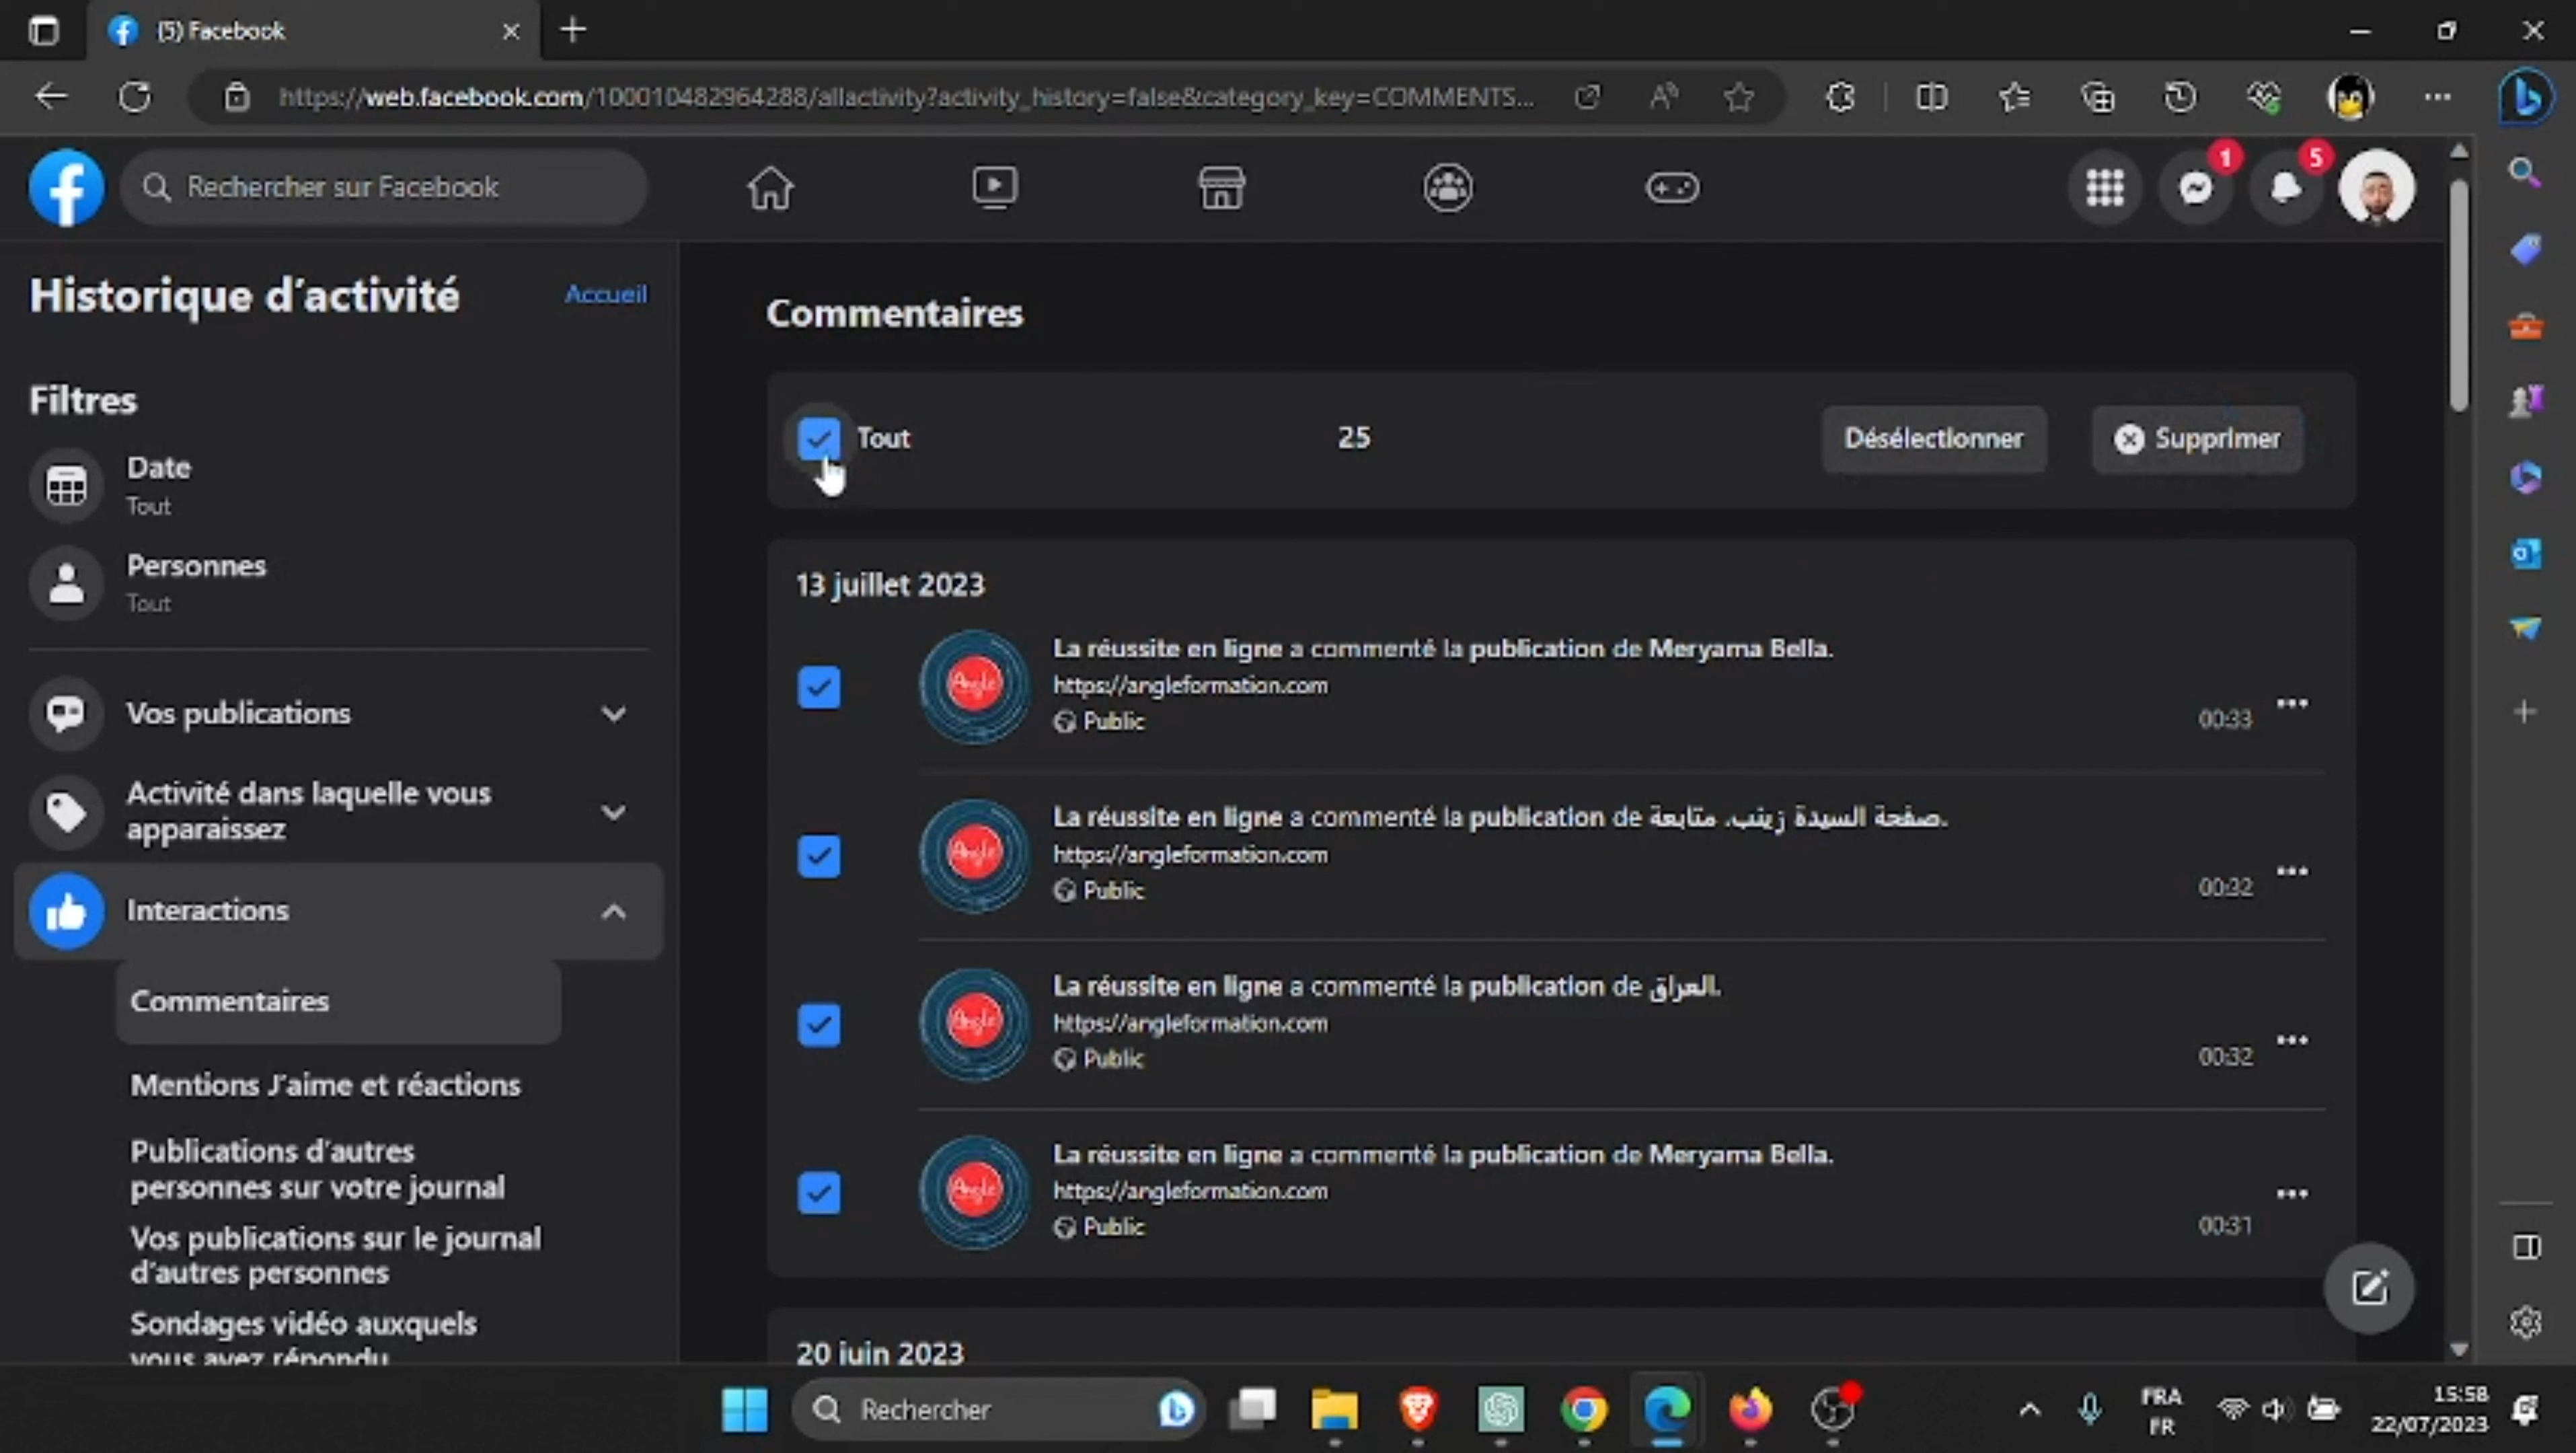 (5) Facebook
https://web.facebook.com/100010482964288/allactivity?activity_history=false&category_key=COMMENTS...
Rechercher sur Facebook
1
5
Historique d'activité
Accueil
Filtres
Date
Tout
Personnes
Tout
Vos publications
Activité dans laquelle vous
apparaissez
Interactions
Commentaires
Mentions J'aime et réactions
Publications d'autres
personnes sur votre journal
Vos publications sur le journal
d'autres personnes
Sondages vidéo auxquels
vous avez répondu
Commentaires
Tout
25
Désélectionner
Supprimer
13 juillet 2023
La réussite en ligne a commenté la publication de Meryama Bella.
https://angleformation.com
Public
00:33
Angle
La réussite en ligne a commenté la publication de صفحة السيدة زينب. متابعة.
https://angleformation.com
Public
00:32
Angle
La réussite en ligne a commenté la publication de العراق.
https://angleformation.com
Public
00:32
Angle
La réussite en ligne a commenté la publication de Meryama Bella.
https://angleformation.com
Public
00:31
Angle
20 juin 2023
Rechercher
FRA
FR
15:58
22/07/2023